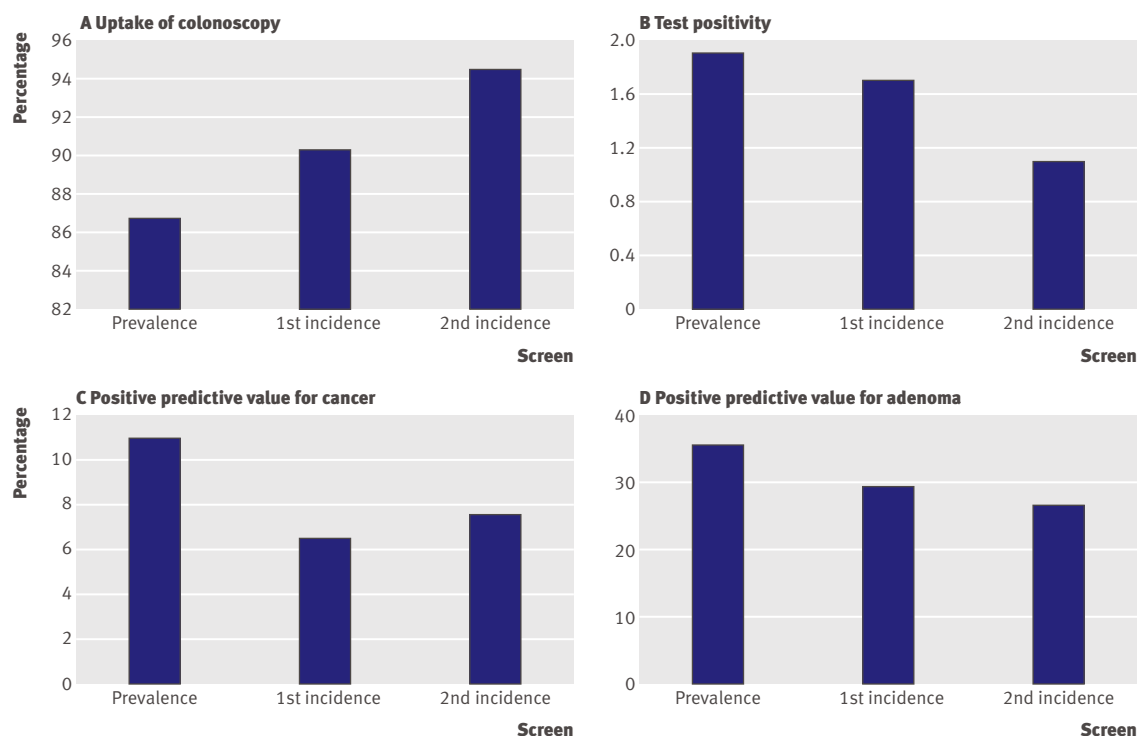 A Uptake of colonoscopy
Percentage
96
94
92
90
88
86
84
82
Prevalence 1st incidence 2nd incidence
Screen
B Test positivity
2.0
1.6
1.2
0.8
0.4
0
Prevalence 1st incidence 2nd incidence
Screen
C Positive predictive value for cancer
Percentage
12
10
8
6
4
2
0
Prevalence 1st incidence 2nd incidence
Screen
D Positive predictive value for adenoma
40
30
20
10
0
Prevalence 1st incidence 2nd incidence
Screen